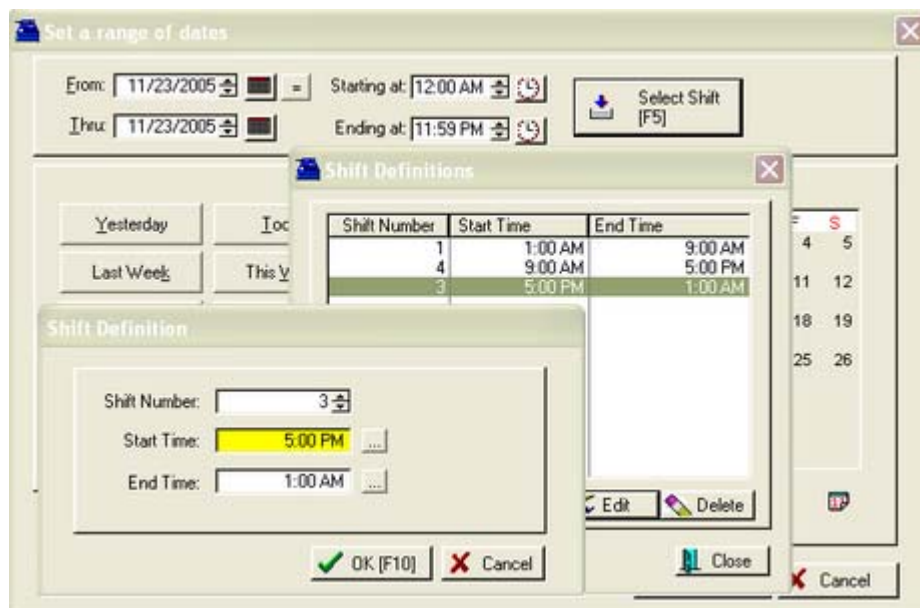 Set a range of dates
From: 11/23/2005 = Starting at: 12:00 AM
Select Shift
[F5]
Thru: 11/23/2005 Ending at: 11:59 PM
Shift Definitions
Shift Number Start Time End Time
1 1:00 AM 9:00 AM
4 9:00 AM 5:00 PM
3 5:00 PM 1:00 AM
Edit Delete
Close
Yesterday
Last Week This
S
4 5
11 12
18 19
25 26
Cancel
Shift Definition
Shift Number: 3
Start Time: 5:00 PM ...
End Time: 1:00 AM ...
OK [F10] Cancel